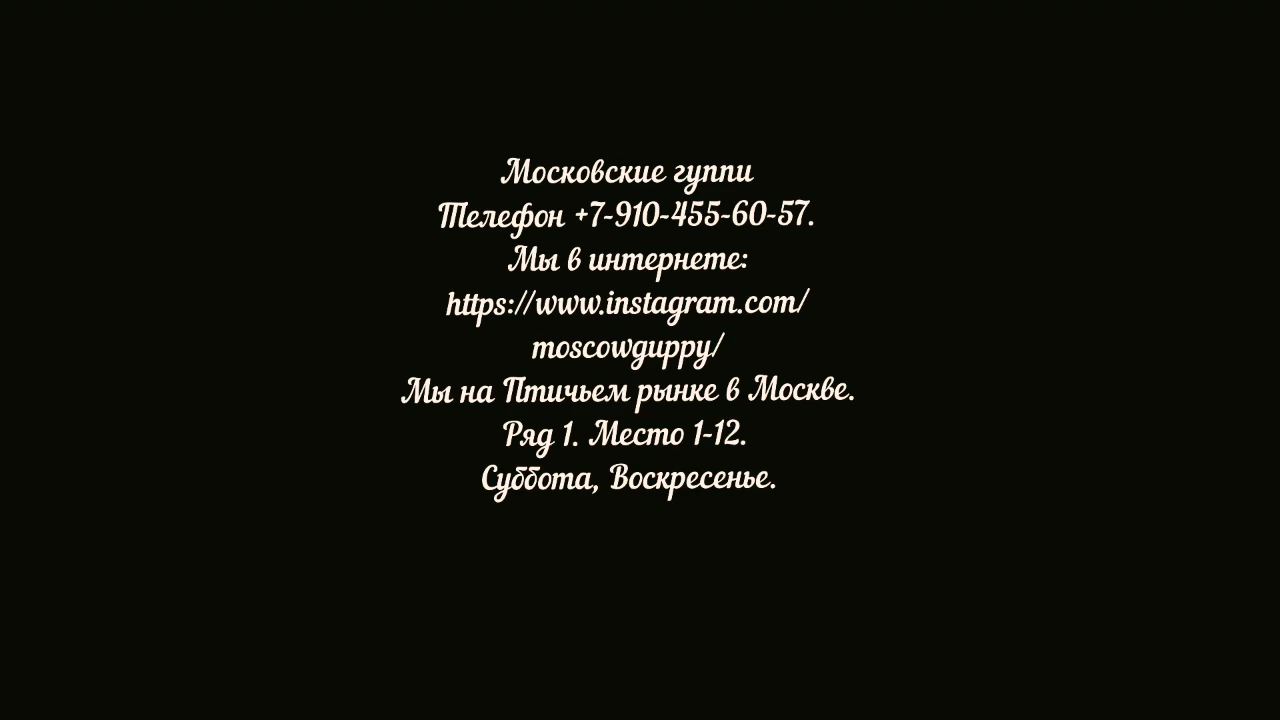 Московские гуппи
Телефон +7-910-455-60-57.
Мы в интернете:
https://www.instagram.com/
moscowguppy/
Мы на Птичьем рынке в Москве.
Ряд 1. Место 1-12.
Суббота, Воскресенье.